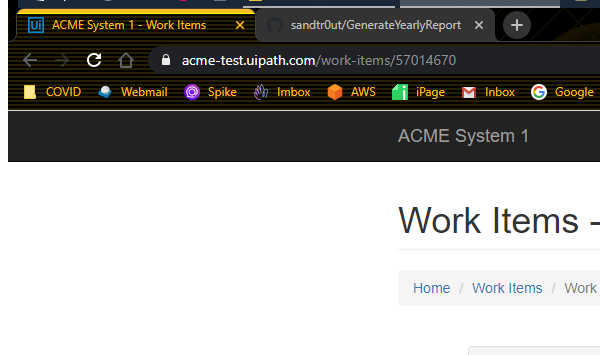 Ui ACME System 1 - Work Items sandtr0ut/GenerateYearlyReport
acme-test.uipath.com/work-items/57014670
COVID Webmail Spike Imbox AWS iPage Inbox Google
ACME System 1
Work Items -
Home / Work Items / Work